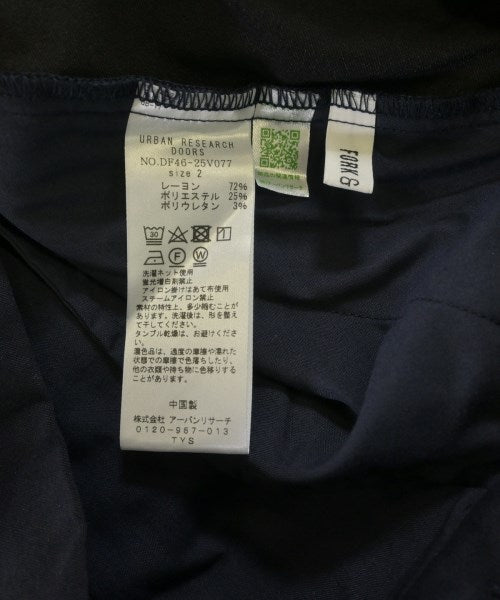 URBAN RESEARCH
DOORS
NO.DF46-25V077
size 2
レーヨン 72%
ポリエステル 25%
ポリウレタン 3%
30
F W
洗濯ネット使用
蛍光増白剤禁止
アイロン掛けはあて布使用
スチームアイロン禁止
素材の特性上、多少縮むことが
あります。洗濯後は、形を整え
て干してください。
タンブル乾燥は、お避けくださ
い。
濃色品は、過度の摩擦や濡れた
状態での摩擦で色落ちしたり、
他の衣類や持ち物に色移りする
ことがあります。
中国製
株式会社 アーバンリサーチ
0120-967-013
TYS
FORK &